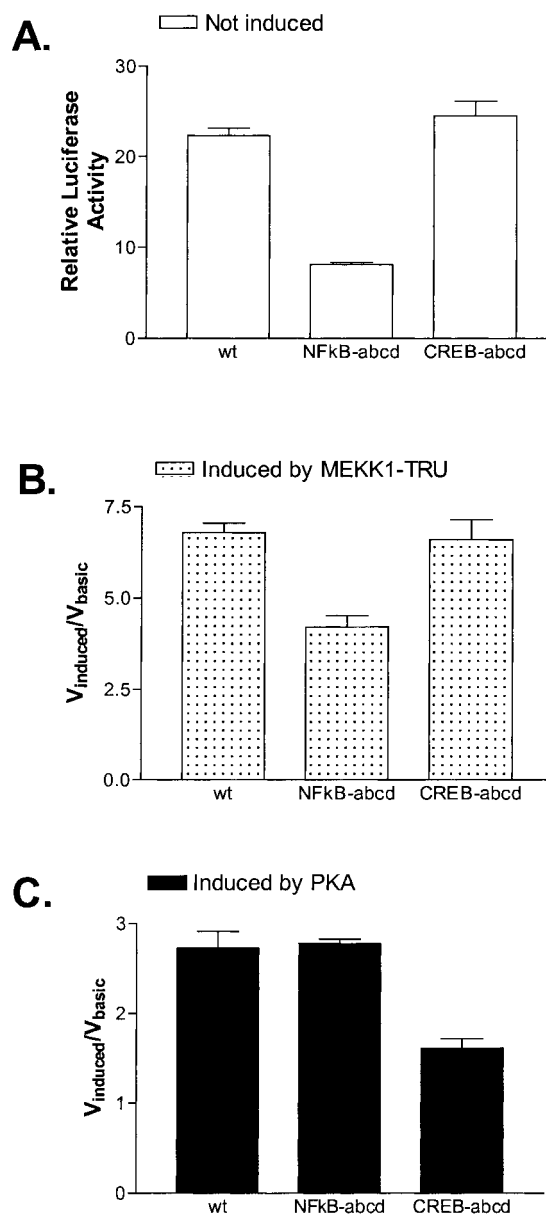 A.
Not induced
Relative Luciferase
Activity
30
20
10
0
wt NFkB-abcd CREB-abcd
B.
Induced by MEKK1-TRU
Vinduced/Vbasic
7.5
5.0
2.5
0.0
wt NFkB-abcd CREB-abcd
C.
Induced by PKA
Vinduced/Vbasic
3
2
1
0
wt NFkB-abcd CREB-abcd